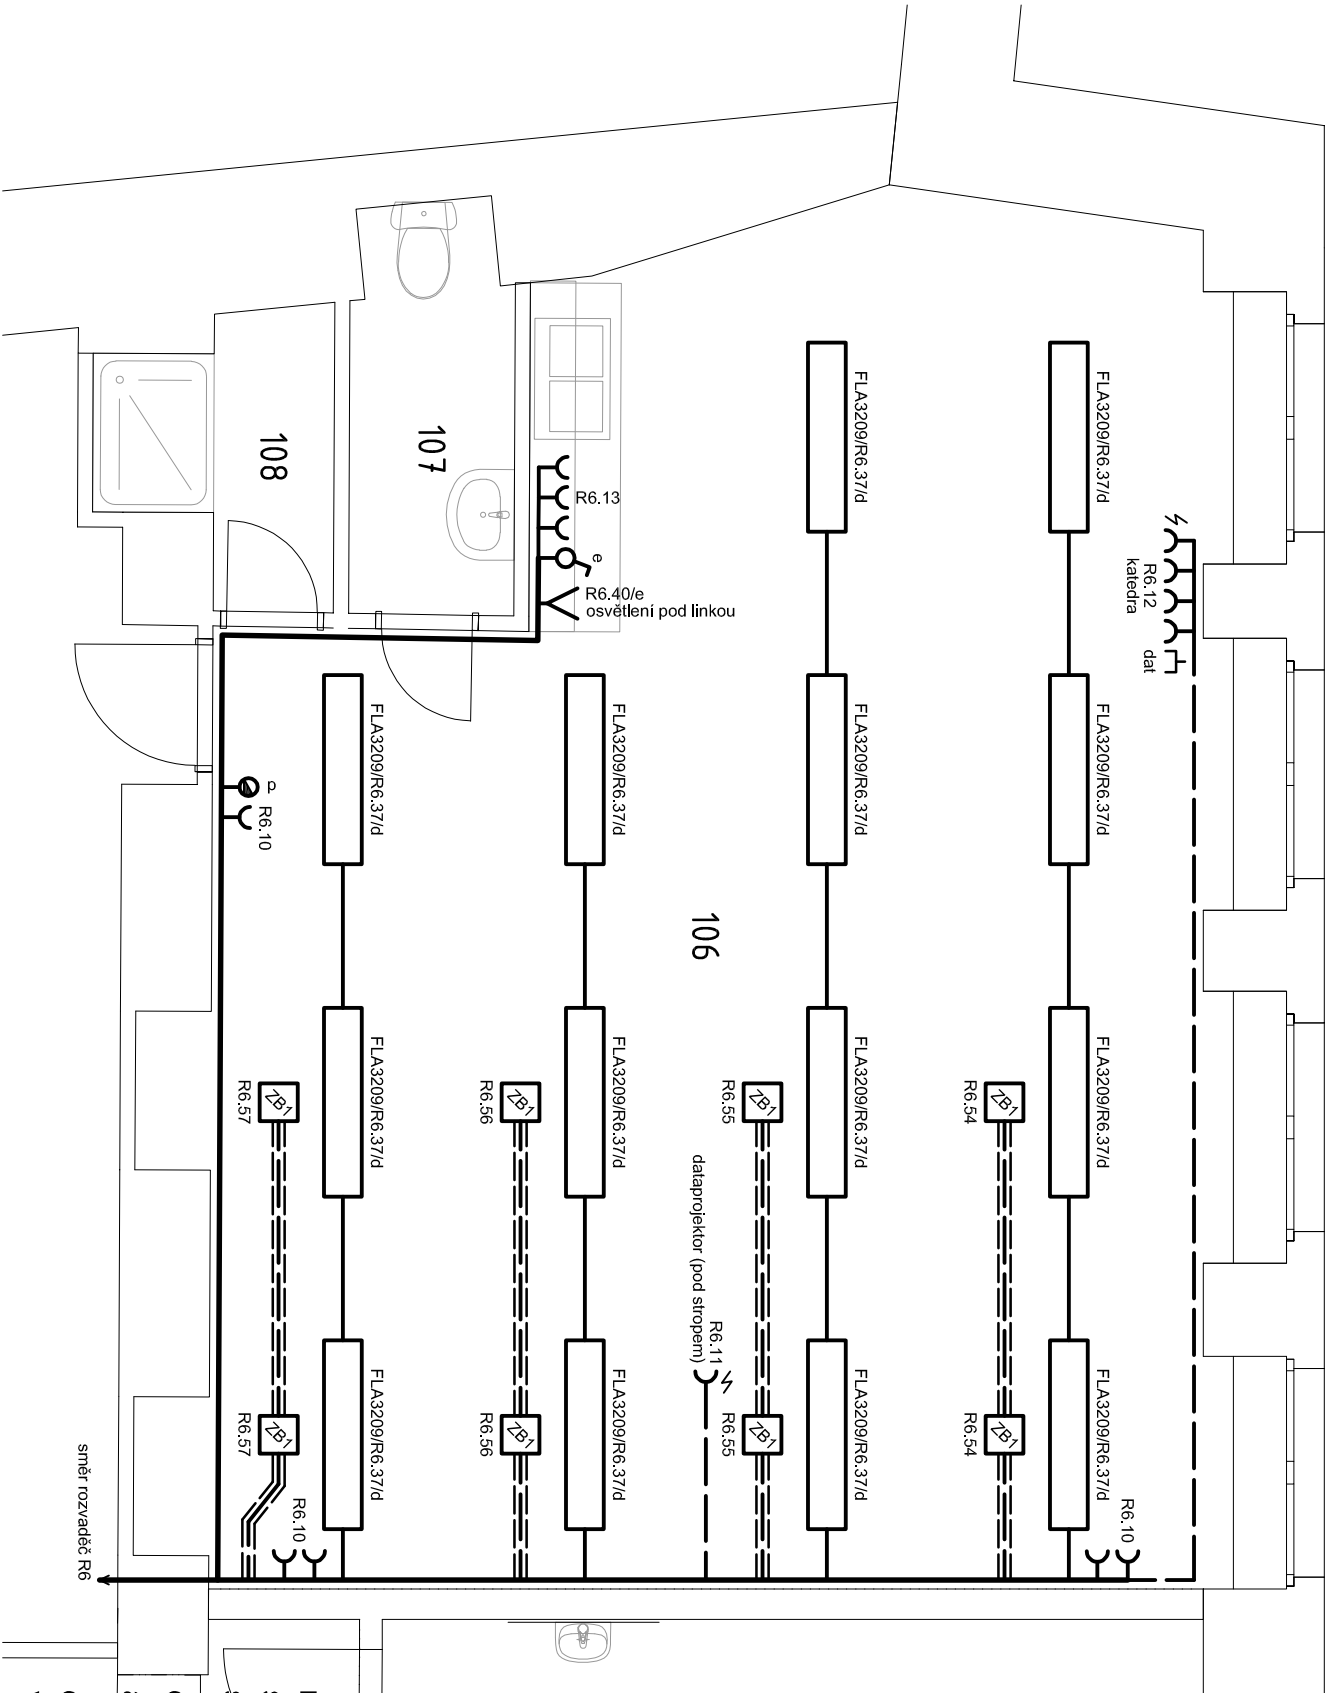 FLA3209/R6.37/d
FLA3209/R6.37/d
108
107
R6.13
e
R6.40/e
osvětlení pod linkou
R6.12
katedra
dat
FLA3209/R6.37/d
FLA3209/R6.37/d
FLA3209/R6.37/d
FLA3209/R6.37/d
p
R6.10
106
FLA3209/R6.37/d
FLA3209/R6.37/d
FLA3209/R6.37/d
FLA3209/R6.37/d
ZB1
R6.57
ZB1
R6.56
ZB1
R6.55
ZB1
R6.54
R6.11
dataprojektor (pod stropem)
FLA3209/R6.37/d
FLA3209/R6.37/d
FLA3209/R6.37/d
FLA3209/R6.37/d
ZB1
R6.57
ZB1
R6.56
ZB1
R6.55
ZB1
R6.54
R6.10
R6.10
směr rozvaděč R6